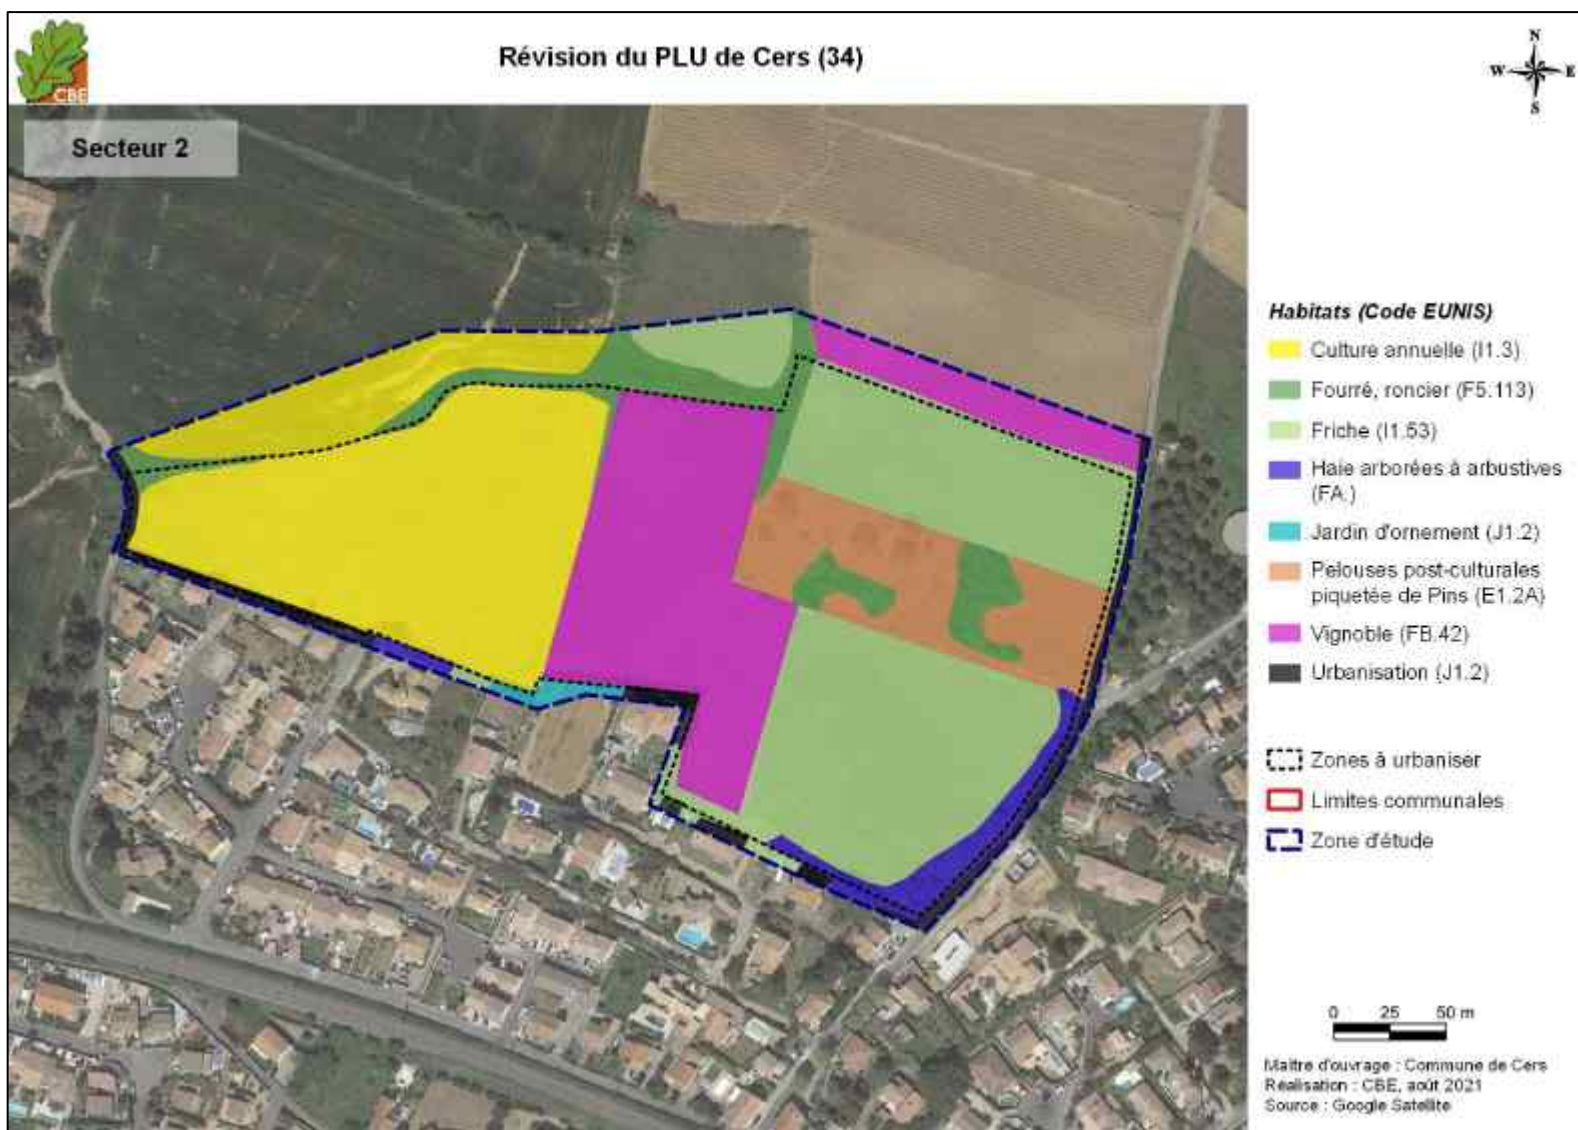 CBE
Révision du PLU de Cers (34)
N
W E
S
Secteur 2
Habitats (Code EUNIS)
Culture annuelle (I1.3)
Fourré, roncier (F5.113)
Friche (I1.53)
Haie arborées à arbustives
(FA.)
Jardin d'ornement (J1.2)
Pelouses post-culturales
piquetée de Pins (E1.2A)
Vignoble (FB.42)
Urbanisation (J1.2)
Zones à urbaniser
Limites communales
Zone d'étude
0 25 50 m
Maître d'ouvrage : Commune de Cers
Réalisation : CBE, août 2021
Source : Google Satellite